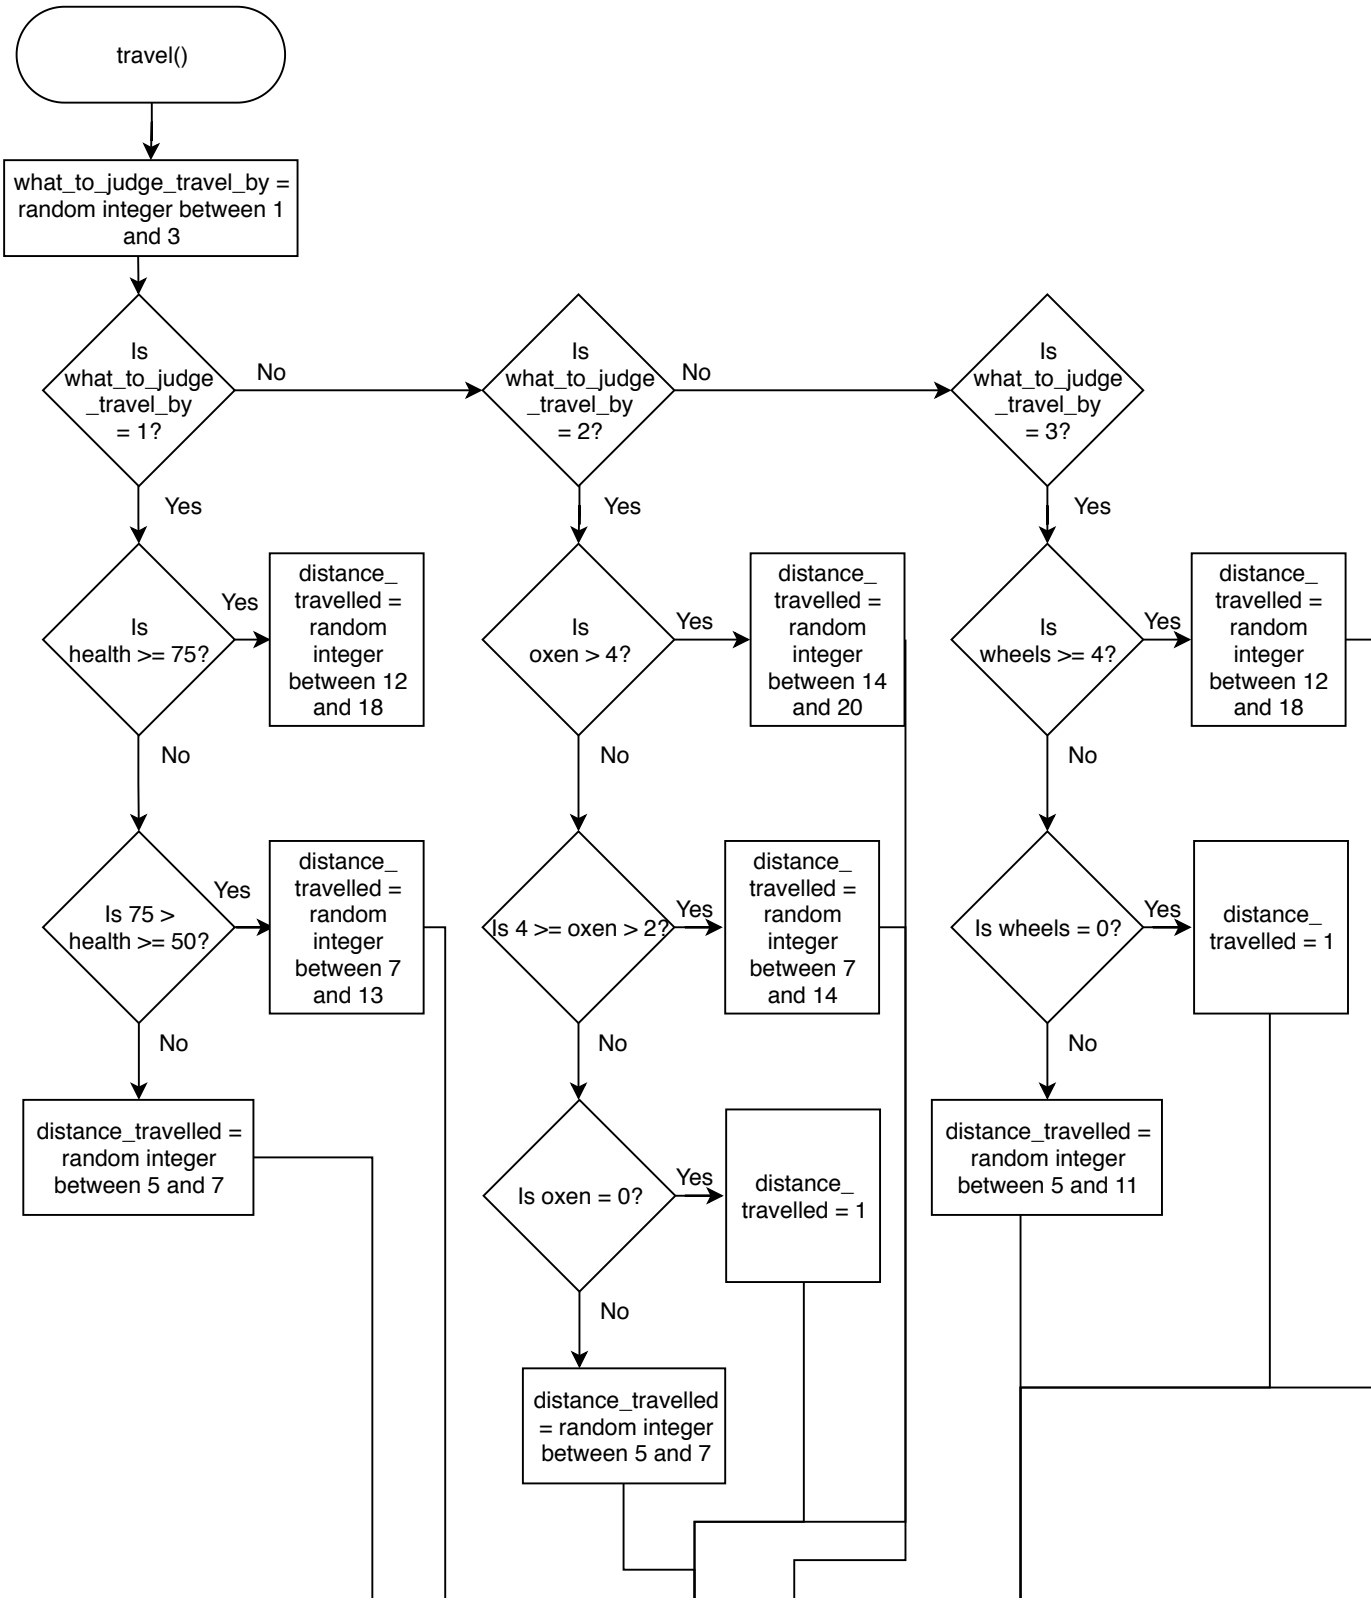 travel()
what_to_judge_travel_by =
random integer between 1
and 3
Is
what_to_judge
_travel_by
= 1?
No
Is
what_to_judge
_travel_by
= 2?
No
Is
what_to_judge
_travel_by
= 3?
Yes
Yes
Yes
Is
health >= 75?
Yes
distance_
travelled =
random
integer
between 12
and 18
Is
oxen > 4?
Yes
distance_
travelled =
random
integer
between 14
and 20
Is
wheels >= 4?
Yes
distance_
travelled =
random
integer
between 12
and 18
No
No
No
Is 75 >
health >= 50?
Yes
distance_
travelled =
random
integer
between 7
and 13
Is 4 >= oxen > 2?
Yes
distance_
travelled =
random
integer
between 7
and 14
Is wheels = 0?
Yes
distance_
travelled = 1
No
No
No
distance_travelled =
random integer
between 5 and 7
Is oxen = 0?
Yes
distance_
travelled = 1
distance_travelled =
random integer
between 5 and 11
No
distance_travelled
= random integer
between 5 and 7